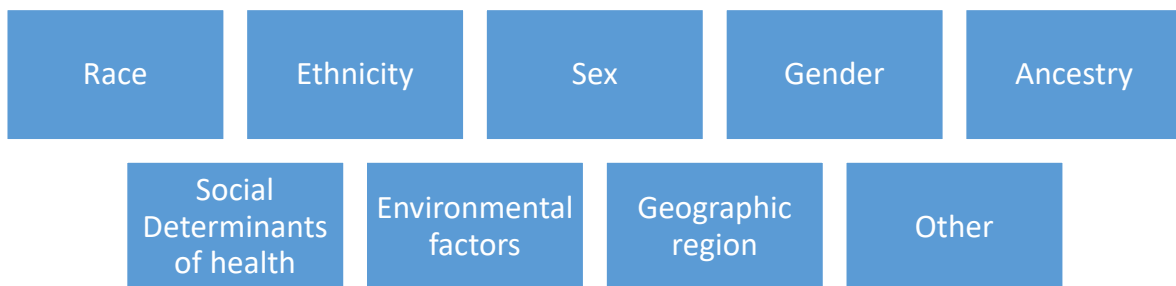 Race
Ethnicity
Sex
Gender
Ancestry
Social
Determinants
of health
Environmental
factors
Geographic
region
Other